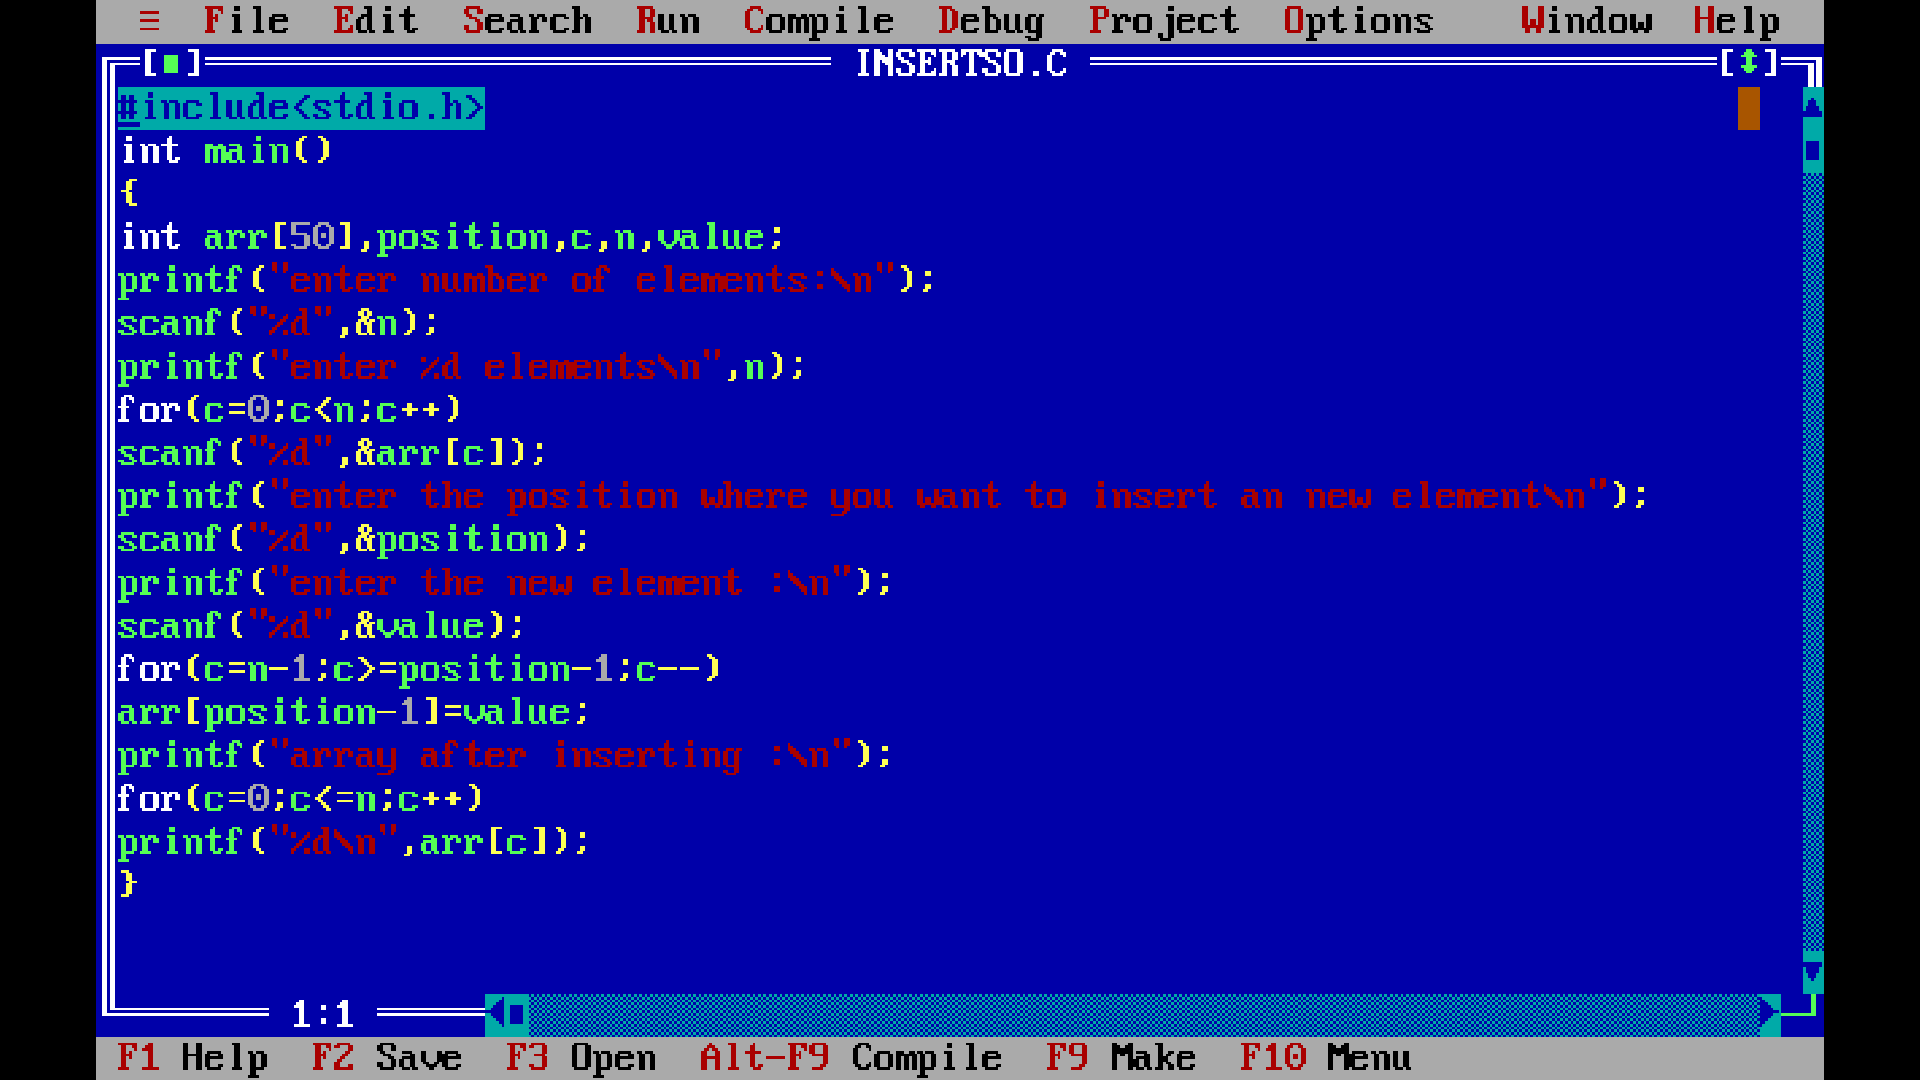 ≡ File Edit Search Run Compile Debug Project Options Window Help
[■] INSERTSO.C [↕]
#include<stdio.h>
int main()
{
int arr[50],position,c,n,value;
printf("enter number of elements:\n");
scanf("%d",&n);
printf("enter %d elements\n",n);
for(c=0;c<n;c++)
scanf("%d",&arr[c]);
printf("enter the position where you want to insert an new element\n");
scanf("%d",&position);
printf("enter the new element :\n");
scanf("%d",&value);
for(c=n-1;c>=position-1;c--)
arr[position-1]=value;
printf("array after inserting :\n");
for(c=0;c<=n;c++)
printf("%d\n",arr[c]);
}
1:1
F1 Help F2 Save F3 Open Alt-F9 Compile F9 Make F10 Menu